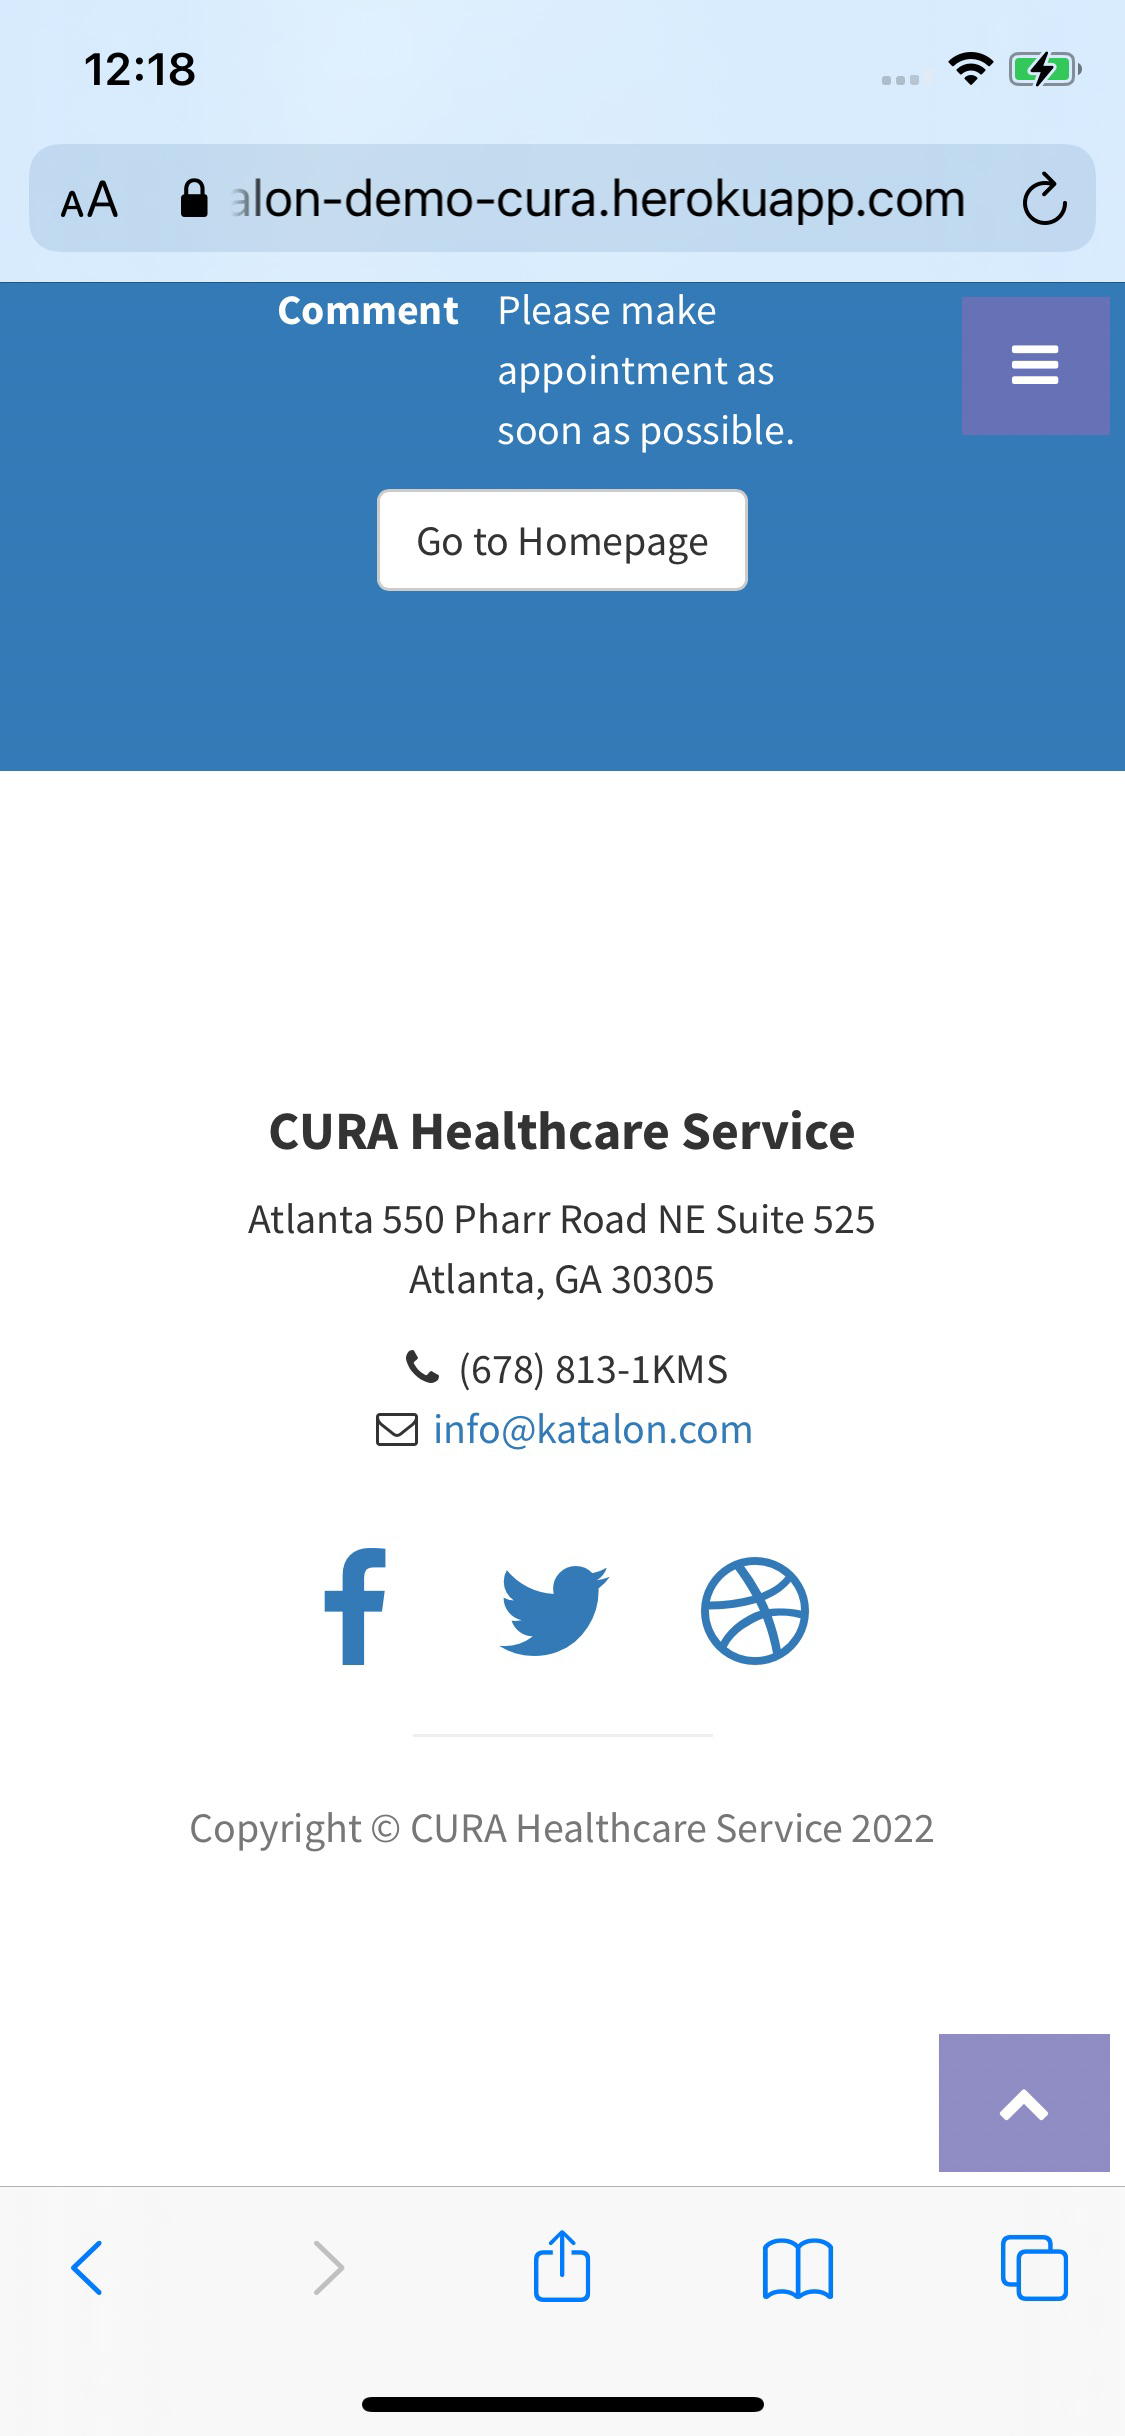 12:18
AA alon-demo-cura.herokuapp.com
Comment Please make
appointment as
soon as possible.
Go to Homepage
CURA Healthcare Service
Atlanta 550 Pharr Road NE Suite 525
Atlanta, GA 30305
(678) 813-1KMS
info@katalon.com
Copyright © CURA Healthcare Service 2022